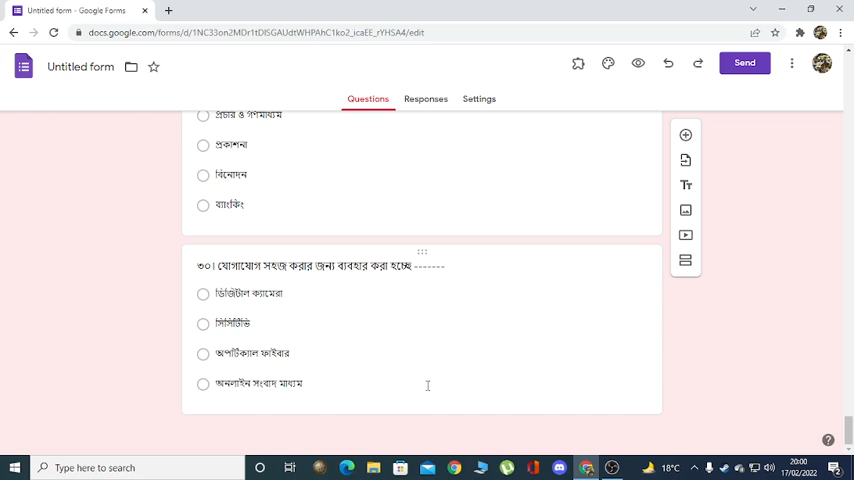 Untitled form - Google Forms
docs.google.com/forms/d/1NC33on2MDr1tDISGAUdtWHPAhC1ko2_icaEE_rYHSA4/edit
Untitled form
Send
Questions Responses Settings
প্রচার ও গণমাধ্যম
প্রকাশনা
বিনোদন
ব্যাংকিং
৩০। যোগাযোগ সহজ করার জন্য ব্যবহার করা হচ্ছে -------
ডিজিটাল ক্যামেরা
সিসিটিভি
অপটিক্যাল ফাইবার
অনলাইন সংবাদ মাধ্যম
Type here to search
18°C
20:00
17/02/2022
2